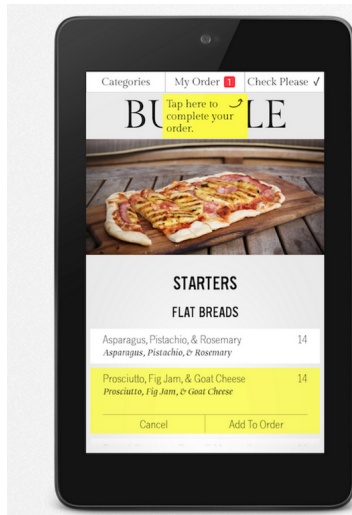 Categories
My Order 1
Check Please ✓
BU LE
Tap here to
complete your
order.
STARTERS
FLAT BREADS
Asparagus, Pistachio, & Rosemary 14
Asparagus, Pistachio, & Rosemary
Prosciutto, Fig Jam, & Goat Cheese 14
Prosciutto, Fig Jam, & Goat Cheese
Cancel
Add To Order